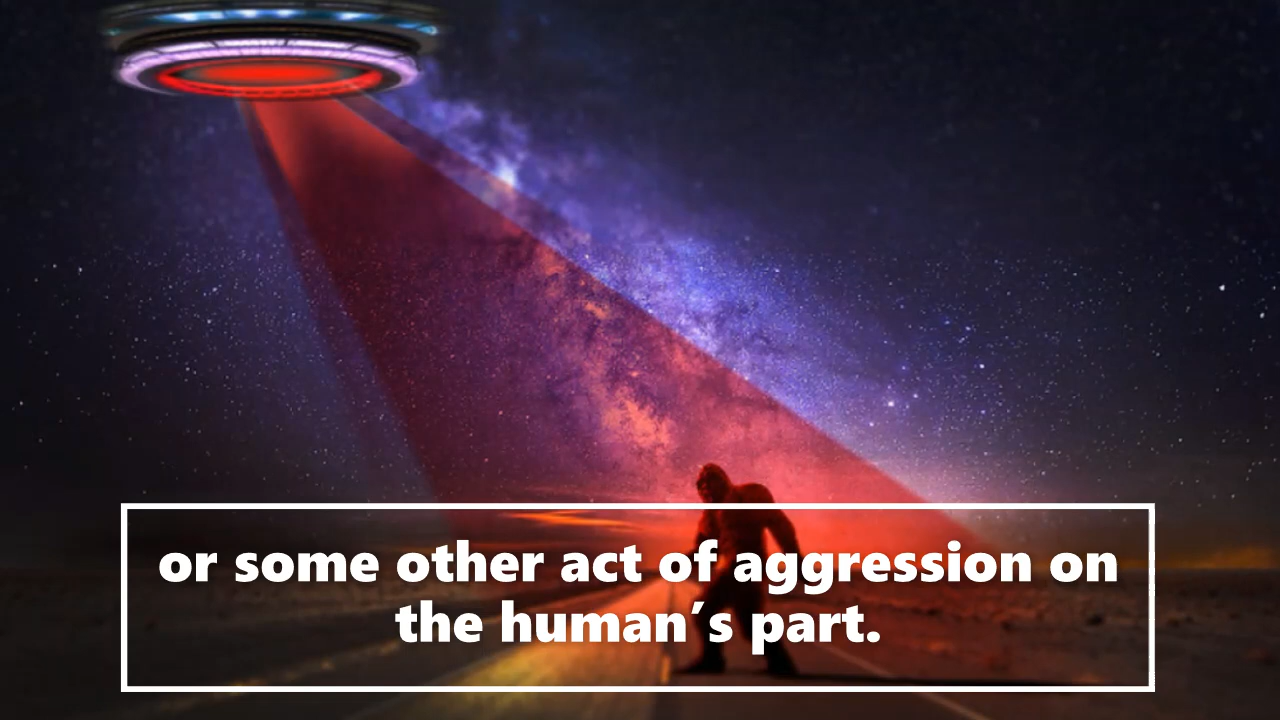 or some other act of aggression on
the human’s part.